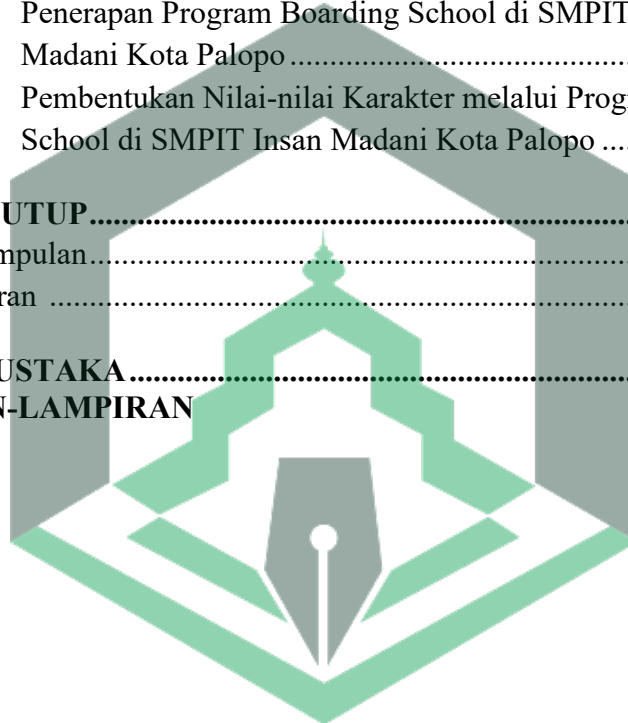 Penerapan Program Boarding School di SMPIT
Madani Kota Palopo ........................................
Pembentukan Nilai-nilai Karakter melalui Prog
School di SMPIT Insan Madani Kota Palopo ....
UTUP..............................................................................
mpulan..............................................................................
ran ..............................................................................
USTAKA......................................................................
N-LAMPIRAN